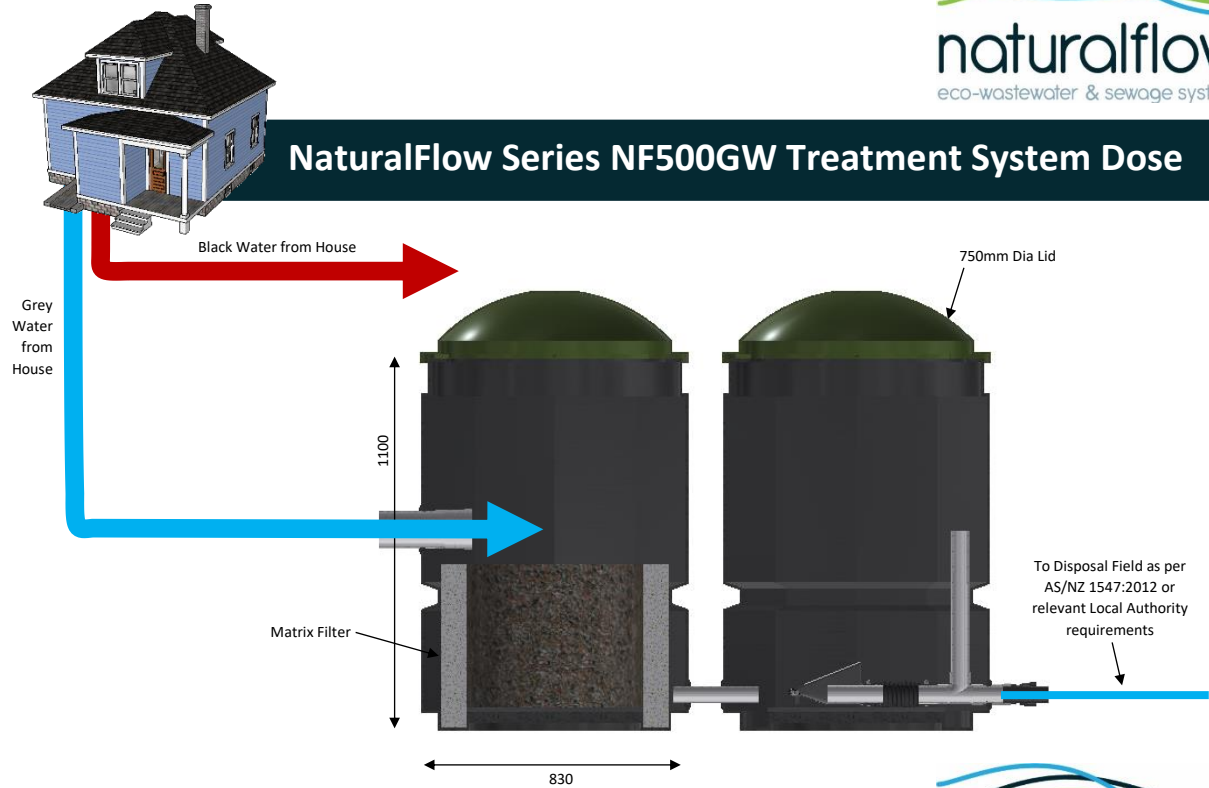 naturalflow
eco-wastewater & sewage syst
NaturalFlow Series NF500GW Treatment System Dose
Black Water from House
750mm Dia Lid
Grey
Water
from
House
1100
To Disposal Field as per
AS/NZ 1547:2012 or
relevant Local Authority
requirements
Matrix Filter
830